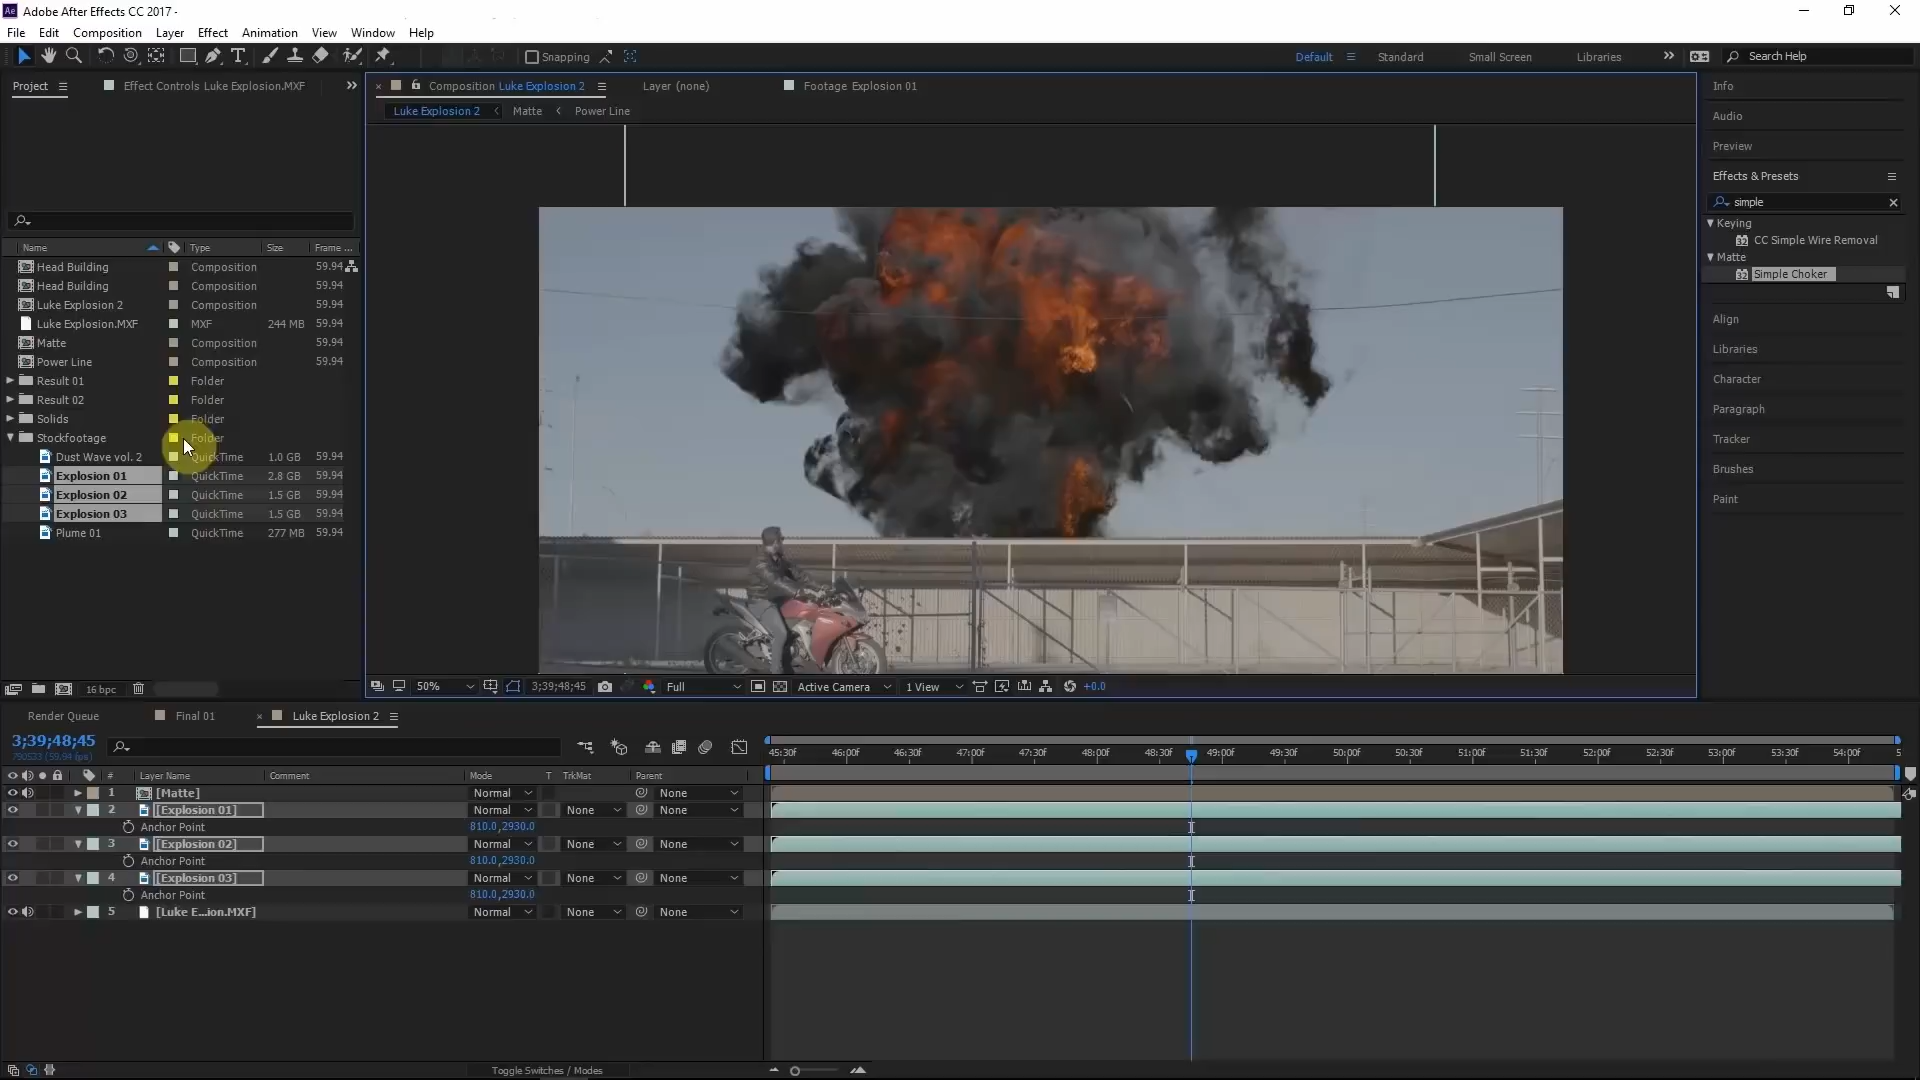 Adobe After Effects CC 2017 -
File Edit Composition Layer Effect Animation View Window Help
Snapping Default Standard Small Screen Libraries Search Help
Project Effect Controls Luke Explosion.MXF
Composition Luke Explosion 2 Layer (none) Footage Explosion 01
Luke Explosion 2 Matte Power Line
Name Type Size Frame ...
Head Building Composition 59.94
Head Building Composition 59.94
Luke Explosion 2 Composition 59.94
Luke Explosion.MXF MXF 244 MB 59.94
Matte Composition 59.94
Power Line Composition 59.94
Result 01 Folder
Result 02 Folder
Solids Folder
Stockfootage Folder
Dust Wave vol. 2 QuickTime 1.0 GB 59.94
Explosion 01 QuickTime 2.8 GB 59.94
Explosion 02 QuickTime 1.5 GB 59.94
Explosion 03 QuickTime 1.5 GB 59.94
Plume 01 QuickTime 277 MB 59.94
16 bpc
50% 3;39;48;45 Full Active Camera 1 View +0.0
Info
Audio
Preview
Effects & Presets
simple
Keying
32 CC Simple Wire Removal
Matte
32 Simple Choker
Align
Libraries
Character
Paragraph
Tracker
Brushes
Paint
Render Queue Final 01 Luke Explosion 2
3;39;48;45
790533 (59.94 fps)
45:30f 46:00f 46:30f 47:00f 47:30f 48:00f 48:30f 49:00f 49:30f 50:00f 50:30f 51:00f 51:30f 52:00f 52:30f 53:00f 53:30f 54:00f 5
# Layer Name Comment Mode T TrkMat Parent
1 [Matte] Normal None
2 [Explosion 01] Normal None None
Anchor Point 810.0,2930.0
3 [Explosion 02] Normal None None
Anchor Point 810.0,2930.0
4 [Explosion 03] Normal None None
Anchor Point 810.0,2930.0
5 [Luke E...ion.MXF] Normal None None
Toggle Switches / Modes